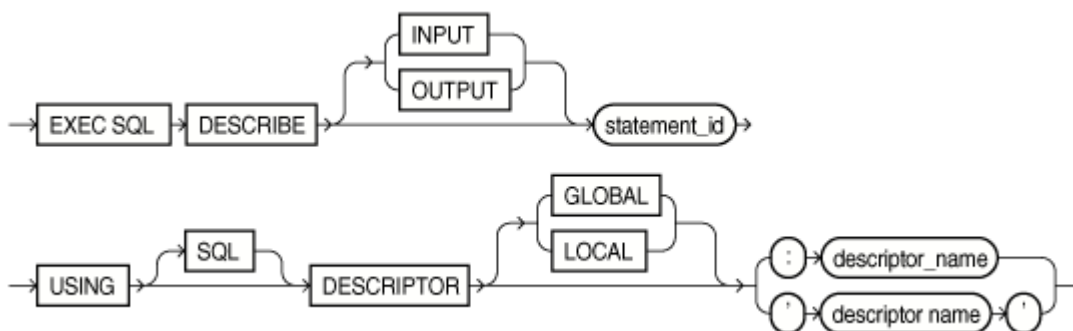 INPUT
OUTPUT
EXEC SQL DESCRIBE statement_id
GLOBAL
LOCAL
SQL
: descriptor_name
USING DESCRIPTOR
' descriptor name '